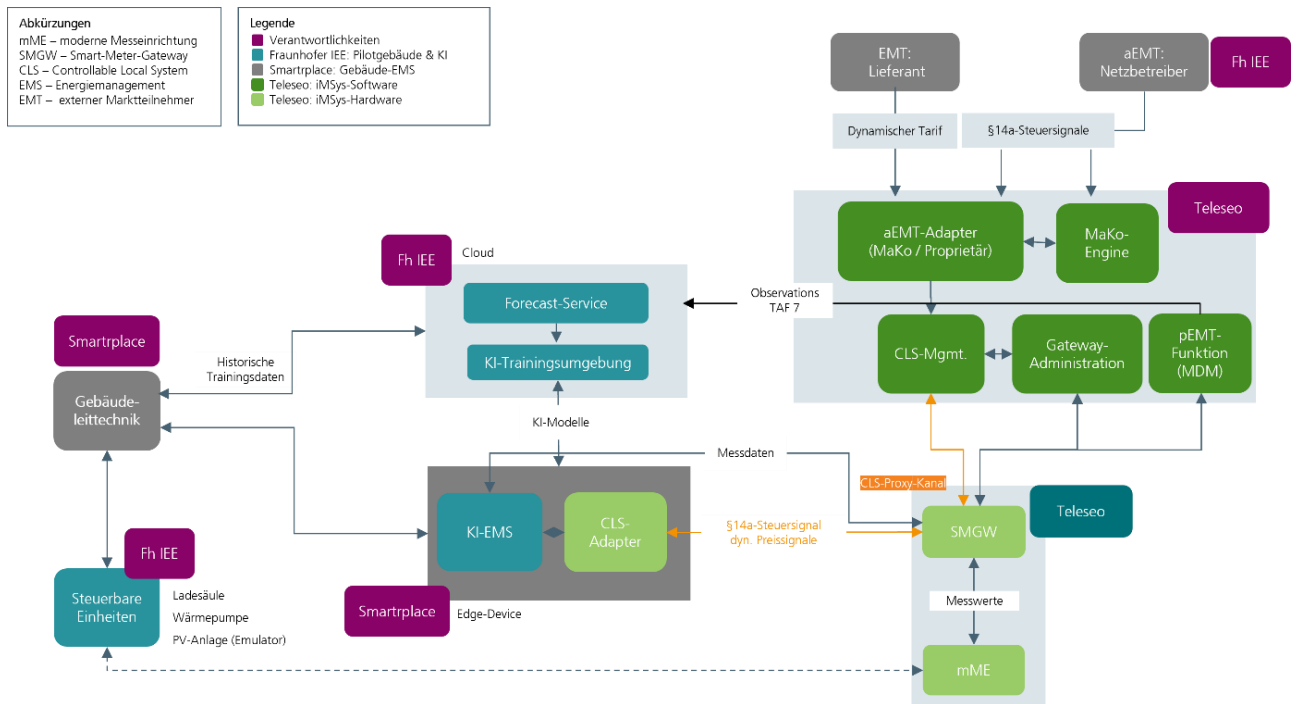 Abkürzungen
mME – moderne Messeinrichtung
SMGW – Smart-Meter-Gateway
CLS – Controllable Local System
EMS – Energiemanagement
EMT – externer Marktteilnehmer
Legende
Verantwortlichkeiten
Fraunhofer IEE: Pilotgebäude & KI
Smartrplace: Gebäude-EMS
Teleseo: iMSys-Software
Teleseo: iMSys-Hardware
EMT:
Lieferant
aEMT:
Netzbetreiber
Fh IEE
Dynamischer Tarif
§14a-Steuersignale
Teleseo
aEMT-Adapter
(MaKo / Proprietär)
MaKo-
Engine
Fh IEE
Cloud
Forecast-Service
KI-Trainingsumgebung
Observations
TAF 7
CLS-Mgmt.
Gateway-
Administration
pEMT-
Funktion
(MDM)
Smartrplace
Historische
Trainingsdaten
Gebäude-
leittechnik
KI-Modelle
Messdaten
CLS-Proxy-Kanal
Teleseo
KI-EMS
CLS-
Adapter
§14a-Steuersignal
dyn. Preissignale
SMGW
Fh IEE
Steuerbare
Einheiten
Ladesäule
Wärmepumpe
PV-Anlage (Emulator)
Smartrplace
Edge-Device
Messwerte
mME